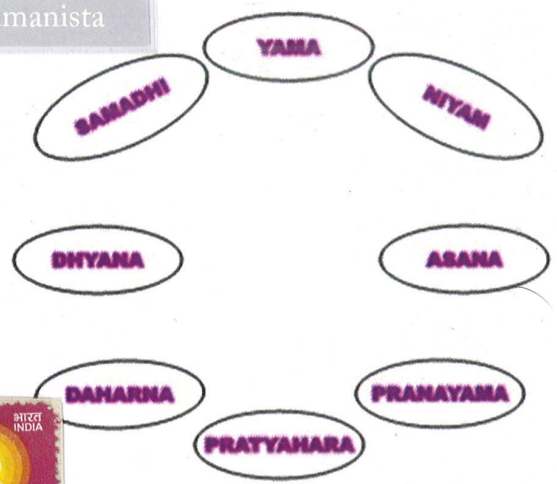 manista
YAMA
NIYAM
ASANA
PRANAYAMA
PRATYAHARA
DAHARNA
DHYANA
SAMADHI
भारत
INDIA